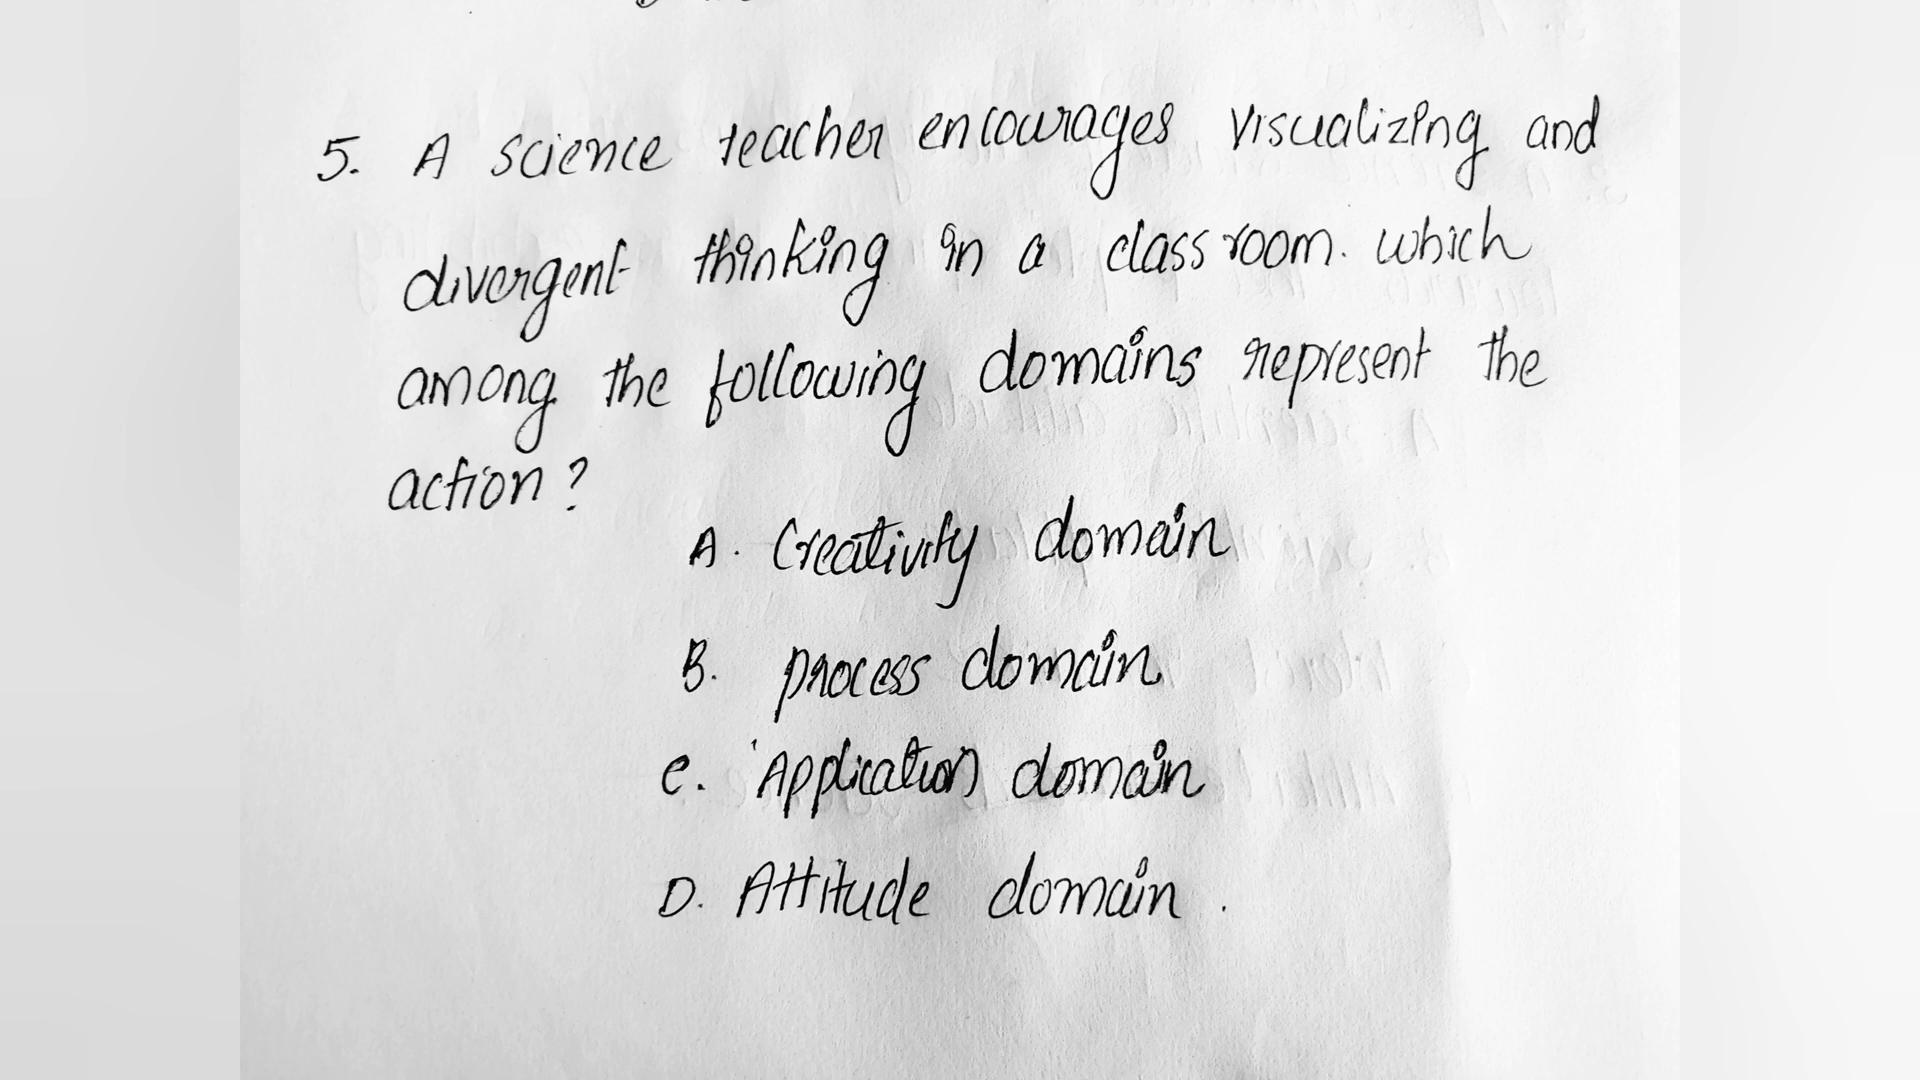 5. A science teacher encourages visualizing and
divergent thinking in a class room. which
among the following domains represent the
action?
A. Creativity domain
B. process domain
C. Application domain
D. Attitude domain.